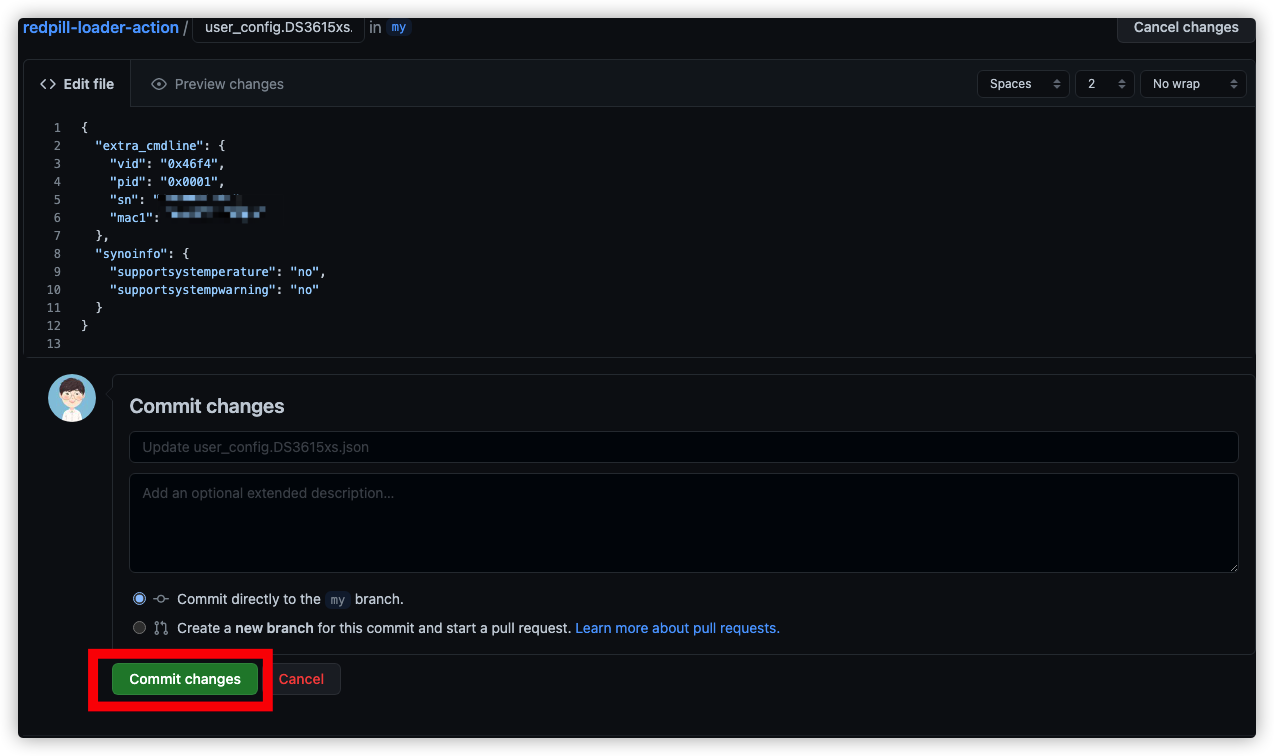 redpill-loader-action / user_config.DS3615xs. in my Cancel changes
Edit file Preview changes Spaces 2 No wrap
1 {
2 "extra_cmdline": {
3 "vid": "0x46f4",
4 "pid": "0x0001",
5 "sn": "
6 "mac1":
7 },
8 "synoinfo": {
9 "supportsystemperature": "no",
10 "supportsystempwarning": "no"
11 }
12 }
13
Commit changes
Update user_config.DS3615xs.json
Add an optional extended description...
Commit directly to the my branch.
Create a new branch for this commit and start a pull request. Learn more about pull requests.
Commit changes Cancel